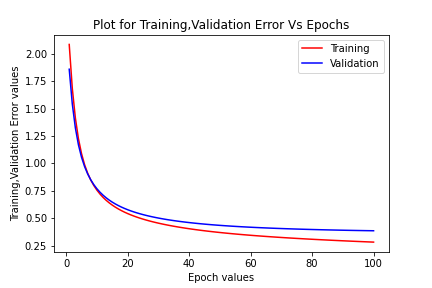 Plot for Training,Validation Error Vs Epochs
Training,Validation Error values
2.00
1.75
1.50
1.25
1.00
0.75
0.50
0.25
Training
Validation
0 20 40 60 80 100
Epoch values